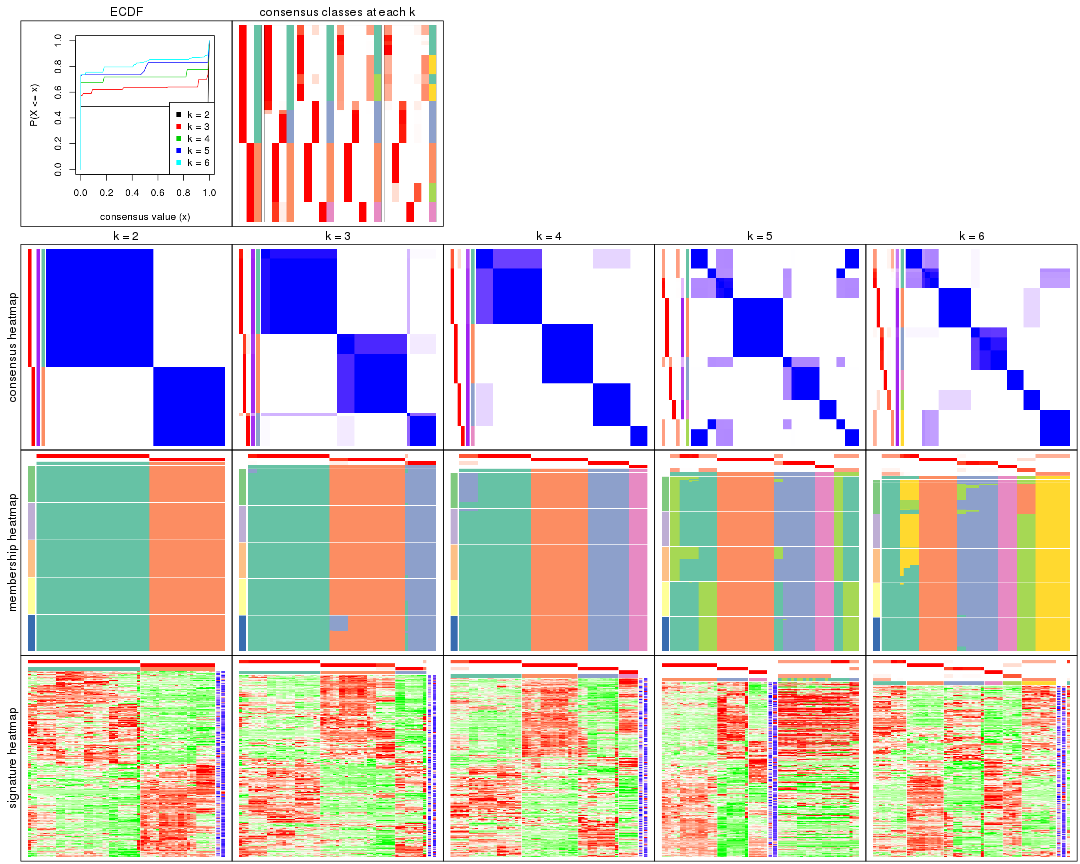 ECDF
consensus classes at each k
P(X <= x)
0.0 0.2 0.4 0.6 0.8 1.0
k = 2
k = 3
k = 4
k = 5
k = 6
0.0 0.2 0.4 0.6 0.8 1.0
consensus value (x)
k = 2
k = 3
k = 4
k = 5
k = 6
consensus heatmap
membership heatmap
signature heatmap